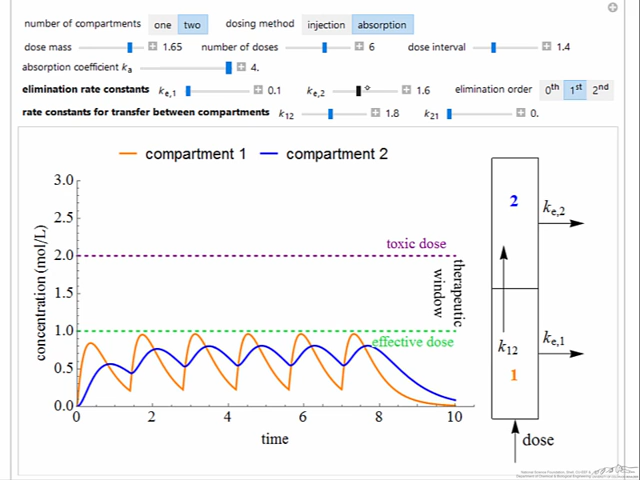 number of compartments one two dosing method injection absorption
dose mass 1.65 number of doses 6 dose interval 1.4
absorption coefficient ka 4.
elimination rate constants ke,1 0.1 ke,2 1.6 elimination order 0th 1st 2nd
rate constants for transfer between compartments k12 1.8 k21 0.
compartment 1 compartment 2
3.0
2.5
2.0
1.5
1.0
0.5
0.0
concentration (mol/L)
toxic dose
therapeutic
window
effective dose
0 2 4 6 8 10
time
2
ke,2
k12
ke,1
1
dose